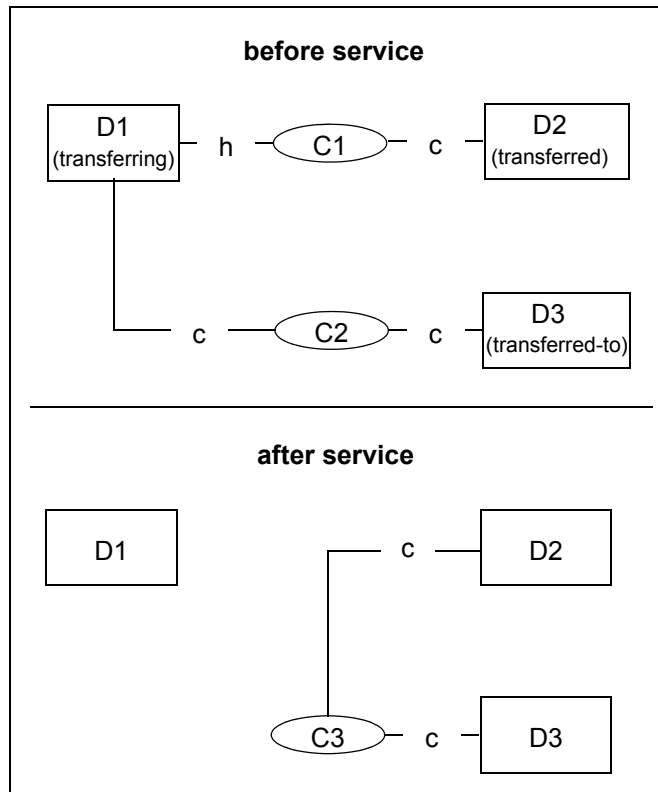 before service
D1
(transferring)
h
C1
c
D2
(transferred)
c
C2
c
D3
(transferred-to)
after service
D1
c
D2
C3
c
D3